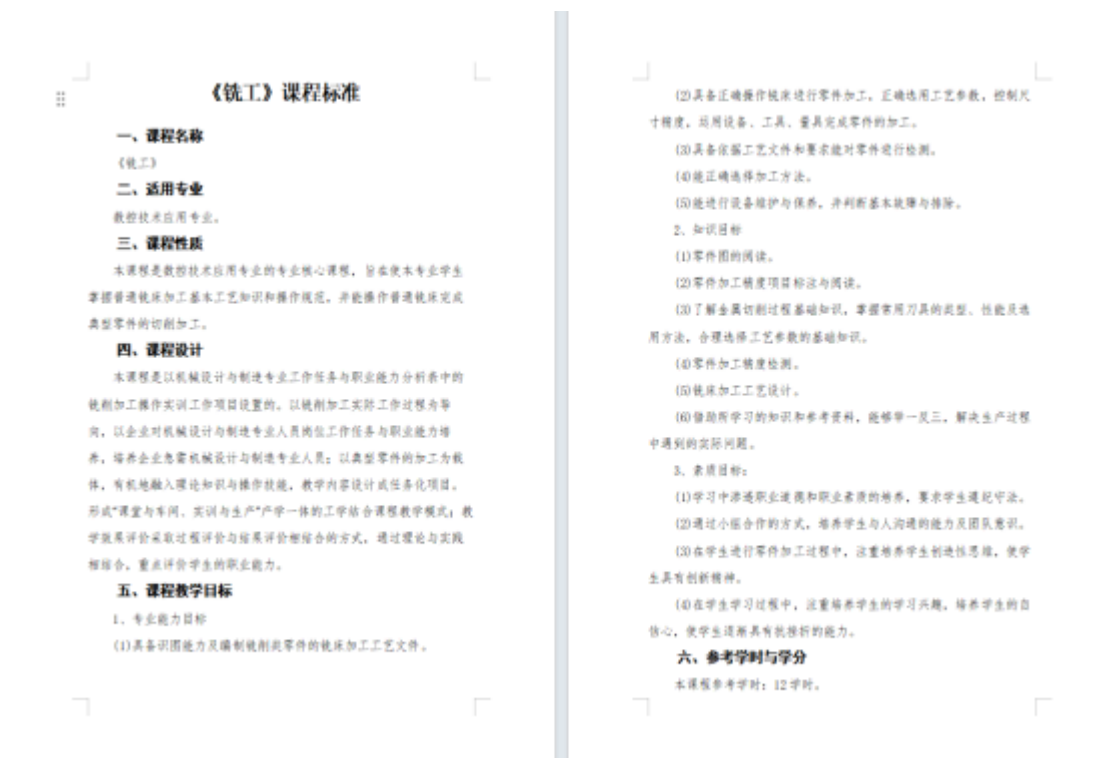 《铣工》课程标准
一、课程名称
《铣工》
二、适用专业
数控技术应用专业。
三、课程性质
本课程是数控技术应用专业的专业核心课程，旨在使本专业学生
掌握普通铣床加工基本工艺知识和操作规范，并能操作普通铣床完成
典型零件的切削加工。
四、课程设计
本课程是以机械设计与制造专业工作任务与职业能力分析表中的
铣削加工操作实训工作项目设置的。以铣削加工实际工作过程为导
向，以企业对机械设计与制造专业人员岗位工作任务与职业能力培
养，培养企业急需机械设计与制造专业人员；以典型零件的加工为载
体，有机地融入理论知识与操作技能，教学内容设计成任务化项目。
形成“课堂与车间、实训与生产”产学一体的工学结合课程教学模式；教
学效果评价采取过程评价与结果评价相结合的方式，通过理论与实践
相结合，重点评价学生的职业能力。
五、课程教学目标
1、专业能力目标
(1)具备识图能力及编制铣削类零件的铣床加工工艺文件。
(2)具备正确操作铣床进行零件加工，正确选用工艺参数，控制尺
寸精度，运用设备、工具、量具完成零件的加工。
(3)具备依据工艺文件和要求能对零件进行检测。
(4)能正确选择加工方法。
(5)能进行设备维护与保养，并判断基本故障与排除。
2、知识目标
(1)零件图的阅读。
(2)零件加工精度项目标注与阅读。
(3)了解金属切削过程基础知识，掌握常用刀具的类型、性能及选
用方法，合理选择工艺参数的基础知识。
(4)零件加工精度检测。
(5)铣床加工工艺设计。
(6)借助所学习的知识和参考资料，能够举一反三，解决生产过程
中遇到的实际问题。
3、素质目标：
(1)学习中渗透职业道德和职业素质的培养，要求学生遵纪守法。
(2)通过小组合作的方式，培养学生与人沟通的能力及团队意识。
(3)在学生进行零件加工过程中，注重培养学生创造性思维，使学
生具有创新精神。
(4)在学生学习过程中，注重培养学生的学习兴趣，培养学生的自
信心，使学生逐渐具有抗挫折的能力。
六、参考学时与学分
本课程参考学时：12学时。